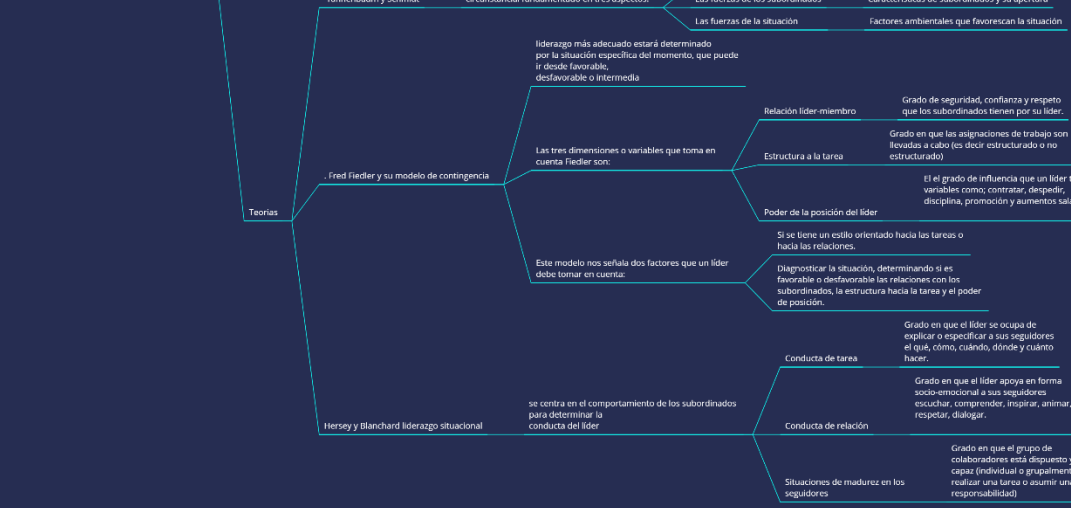 Tannenbaum y Schmidt
Circunstancial fundamentado en tres aspectos:
Las fuerzas de los subordinados
Características de subordinados y su apertura
Las fuerzas de la situación
Factores ambientales que favorescan la situación
Teorias
. Fred Fiedler y su modelo de contingencia
liderazgo más adecuado estará determinado
por la situación específica del momento, que puede
ir desde favorable,
desfavorable o intermedia
Las tres dimensiones o variables que toma en
cuenta Fiedler son:
Relación líder-miembro
Grado de seguridad, confianza y respeto
que los subordinados tienen por su líder.
Estructura a la tarea
Grado en que las asignaciones de trabajo son
llevadas a cabo (es decir estructurado o no
estructurado)
Poder de la posición del líder
El el grado de influencia que un líder
variables como; contratar, despedir,
disciplina, promoción y aumentos
Este modelo nos señala dos factores que un líder
debe tomar en cuenta:
Si se tiene un estilo orientado hacia las tareas o
hacia las relaciones.
Diagnosticar la situación, determinando si es
favorable o desfavorable las relaciones con los
subordinados, la estructura hacia la tarea y el poder
de posición.
Hersey y Blanchard liderazgo situacional
se centra en el comportamiento de los subordinados
para determinar la
conducta del líder
Conducta de tarea
Grado en que el líder se ocupa de
explicar o especificar a sus seguidores
el qué, cómo, cuándo, dónde y cuánto
hacer.
Conducta de relación
Grado en que el líder apoya en forma
socio-emocional a sus seguidores
escuchar, comprender, inspirar, animar,
respetar, dialogar.
Situaciones de madurez en los
seguidores
Grado en que el grupo de
colaboradores está dispuesto
capaz (individual o
realizar una tarea o asumir
responsabilidad)